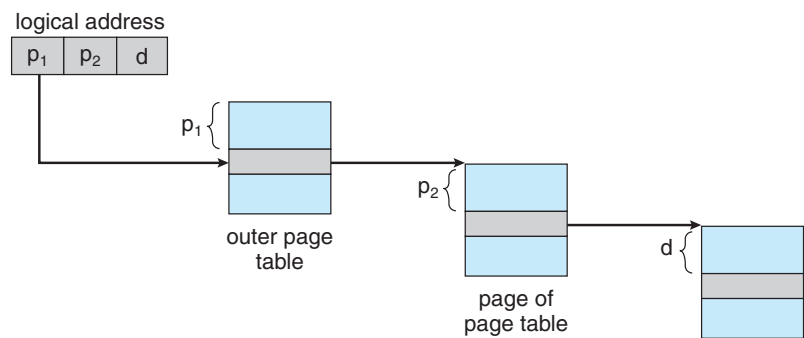 logical address
p₁ p₂ d
p₁
outer page
table
p₂
page of
page table
d